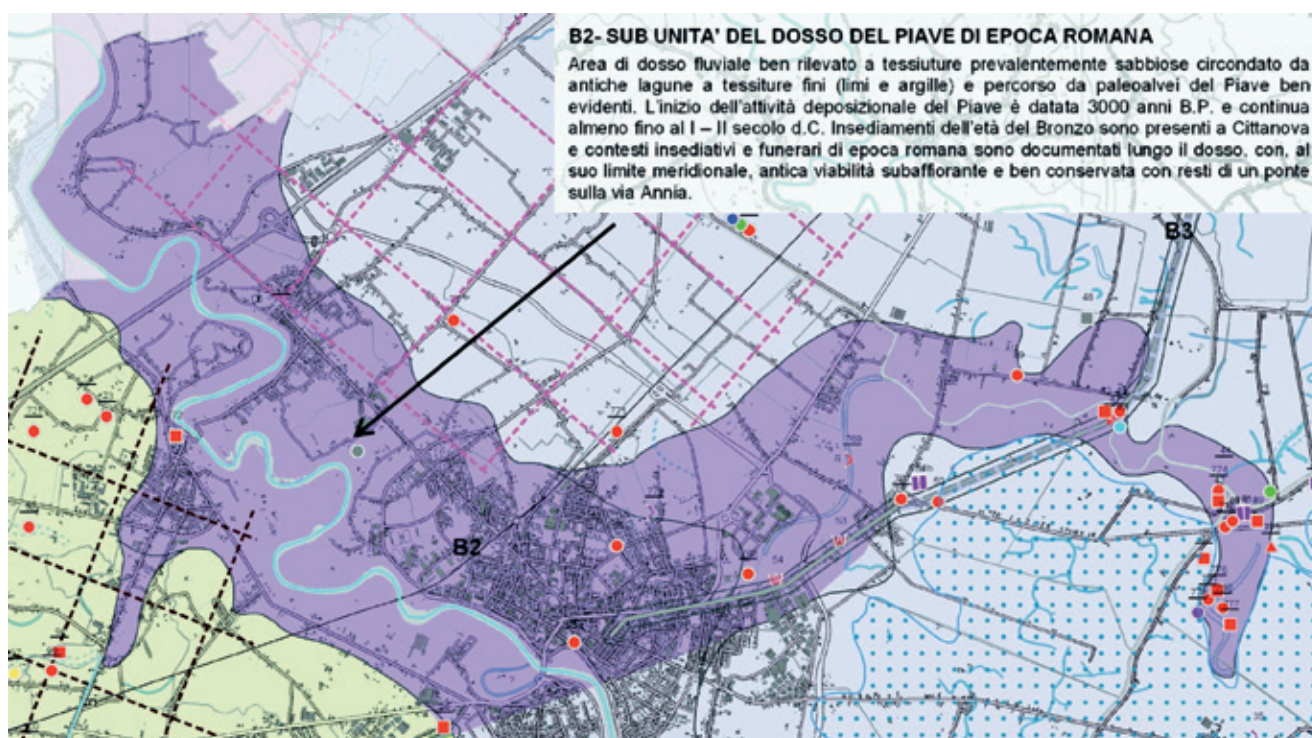 B2- SUB UNITA' DEL DOSSO DEL PIAVE DI EPOCA ROMANA
Area di dosso fluviale ben rilevato a tessiuture prevalentemente sabbiose circondato da
antiche lagune a tessiture fini (limi e argille) e percorso da paleoalvei del Piave ben
evidenti. L'inizio dell'attività deposizionale del Piave è datata 3000 anni B.P. e continua
almeno fino al I – II secolo d.C. Insediamenti dell'età del Bronzo sono presenti a Cittanova
e contesti insediativi e funerari di epoca romana sono documentati lungo il dosso, con, al
suo limite meridionale, antica viabilità subaffiorante e ben conservata con resti di un ponte
sulla via Annia.
B3
B2